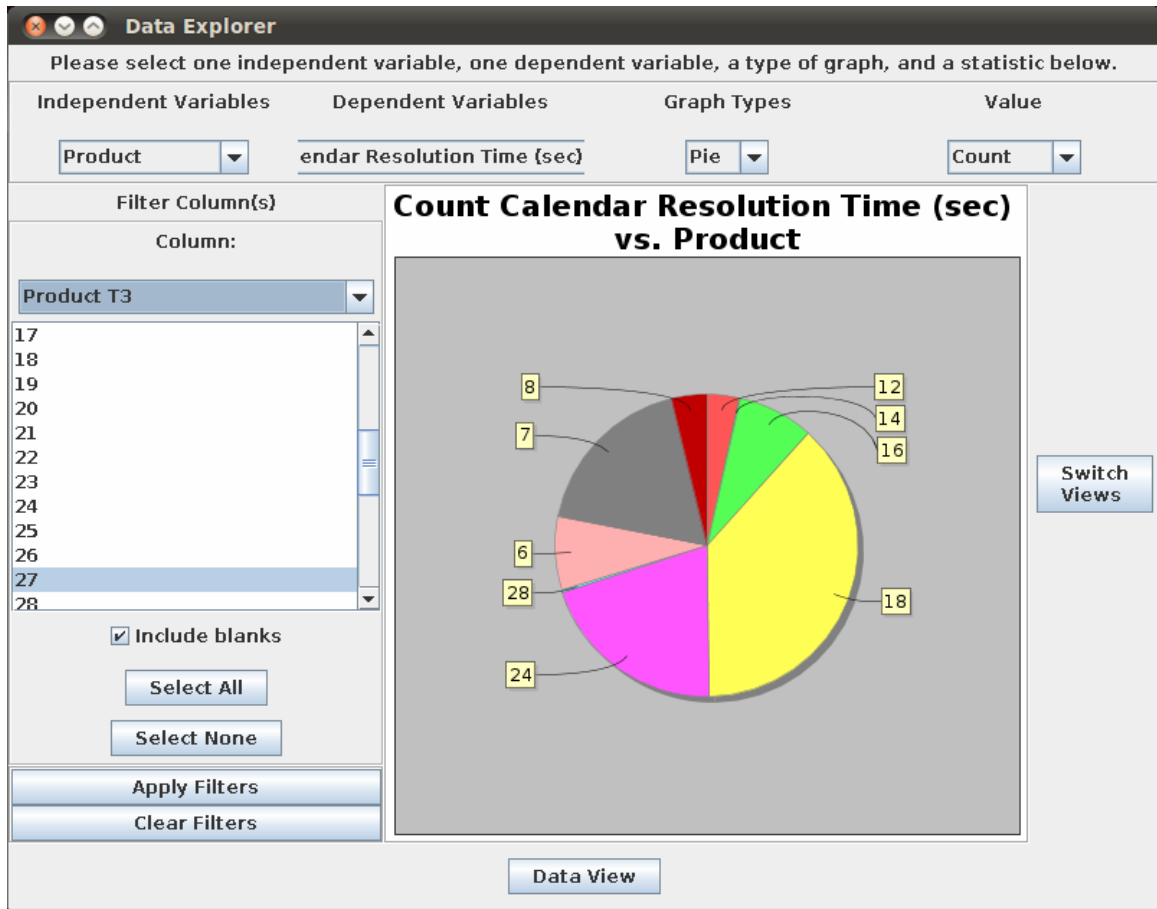 Data Explorer
Please select one independent variable, one dependent variable, a type of graph, and a statistic below.
Independent Variables Dependent Variables Graph Types Value
Product endar Resolution Time (sec) Pie Count
Filter Column(s)
Column:
Product T3
17
18
19
20
21
22
23
24
25
26
27
28
Include blanks
Select All
Select None
Apply Filters
Clear Filters
Count Calendar Resolution Time (sec)
vs. Product
8
12
14
7
16
6
28
18
24
Switch
Views
Data View